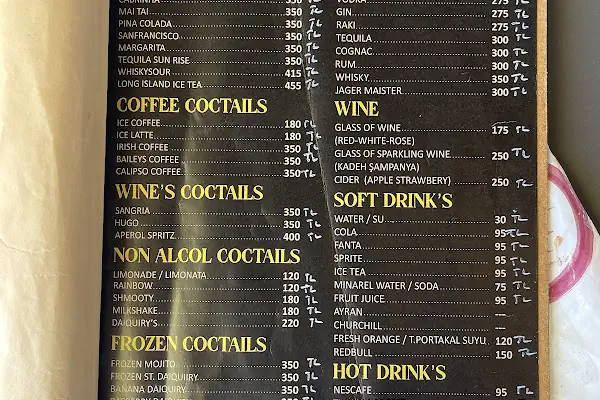 CAIPIRINHA 350 TL
MAI TAI 350 TL
PINA COLADA 350 TL
SANFRANCISCO 350 TL
MARGARITA 350 TL
TEQUILA SUN RISE 350 TL
WHISKYSOUR 415 TL
LONG ISLAND ICE TEA 455 TL
COFFEE COCTAILS
ICE COFFEE 180 TL
ICE LATTE 180 TL
IRISH COFFEE 350 TL
BAILEYS COFFEE 350 TL
CALIPSO COFFEE 350 TL
WINE'S COCTAILS
SANGRIA 350 TL
HUGO 350 TL
APEROL SPRITZ 400 TL
NON ALCOL COCTAILS
LIMONADE / LIMONATA 120 TL
RAINBOW 120 TL
SHMOOTY 180 TL
MILKSHAKE 180 TL
DAIQUIRY'S 220 TL
FROZEN COCTAILS
FROZEN MOJITO 350 TL
FROZEN ST. DAIQUIIRY 350 TL
BANANA DAIQUIRY 350 TL
VODKA 275 TL
GIN 275 TL
RAKI 275 TL
TEQUILA 300 TL
COGNAC 300 TL
RUM 300 TL
WHISKY 350 TL
JAGER MAISTER 300 TL
WINE
GLASS OF WINE 175 TL
(RED-WHITE-ROSE)
GLASS OF SPARKLING WINE 250 TL
(KADEH ŞAMPANYA)
CIDER (APPLE STRAWBERY) 250 TL
SOFT DRINK'S
WATER / SU 30 TL
COLA 95 TL
FANTA 95 TL
SPRITE 95 TL
ICE TEA 95 TL
MINAREL WATER / SODA 75 TL
FRUIT JUICE 95 TL
AYRAN ---
CHURCHILL ---
FRESH ORANGE / T.PORTAKAL SUYU 120 TL
REDBULL 150 TL
HOT DRINK'S
NESCAFE 95 TL